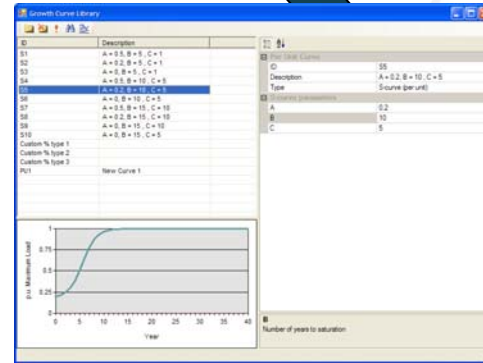 Growth Curve Library
ID Description
S1 A = 0.5, B = 5, C = 1
S2 A = 0.2, B = 5, C = 1
S3 A = 0, B = 5, C = 1
S4 A = 0.5, B = 10, C = 5
S5 A = 0.2, B = 10, C = 5
S6 A = 0, B = 10, C = 5
S7 A = 0.5, B = 15, C = 10
S8 A = 0.2, B = 15, C = 10
S9 A = 0, B = 15, C = 10
S10 A = 0, B = 15, C = 5
Custom % type 1
Custom % type 2
Custom % type 3
PU1 New Curve 1
Per Unit Curve
ID S5
Description A = 0.2, B = 10, C = 5
Type S-curve (per unit)
S-curve parameters
A 0.2
B 10
C 5
p.u. Maximum Load
1
0.75
0.5
0.25
0
0 5 10 15 20 25 30 35 40
Year
B
Number of years to saturation